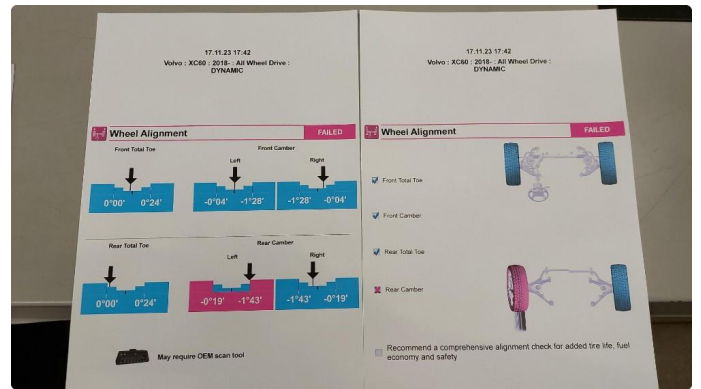 17.11.23 17:42
Volvo : XC60 : 2018- : All Wheel Drive :
DYNAMIC
Wheel Alignment
FAILED
Front Total Toe
Front Camber
Left
Right
0°00' 0°24'
-0°04' -1°28'
-1°28' -0°04'
Rear Total Toe
Rear Camber
Left
Right
0°00' 0°24'
-0°19' -1°43'
-1°43' -0°19'
May require OEM scan tool
17.11.23 17:42
Volvo : XC60 : 2018- : All Wheel Drive :
DYNAMIC
Wheel Alignment
FAILED
Front Total Toe
Front Camber
Rear Total Toe
Rear Camber
Recommend a comprehensive alignment check for added tire life, fuel
economy and safety